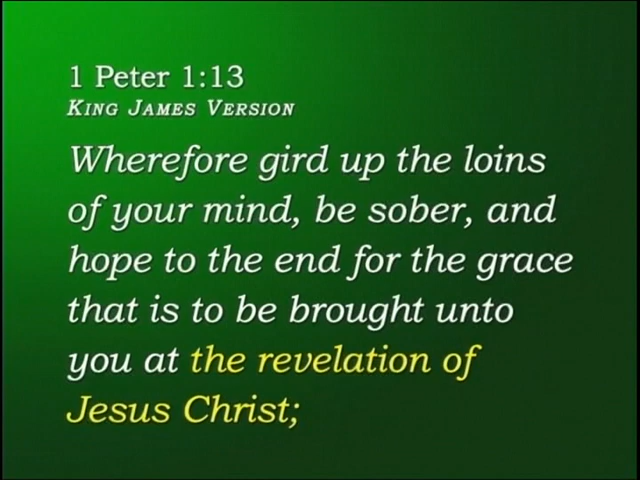 1 Peter 1:13
KING JAMES VERSION
Wherefore gird up the loins
of your mind, be sober, and
hope to the end for the grace
that is to be brought unto
you at the revelation of
Jesus Christ;